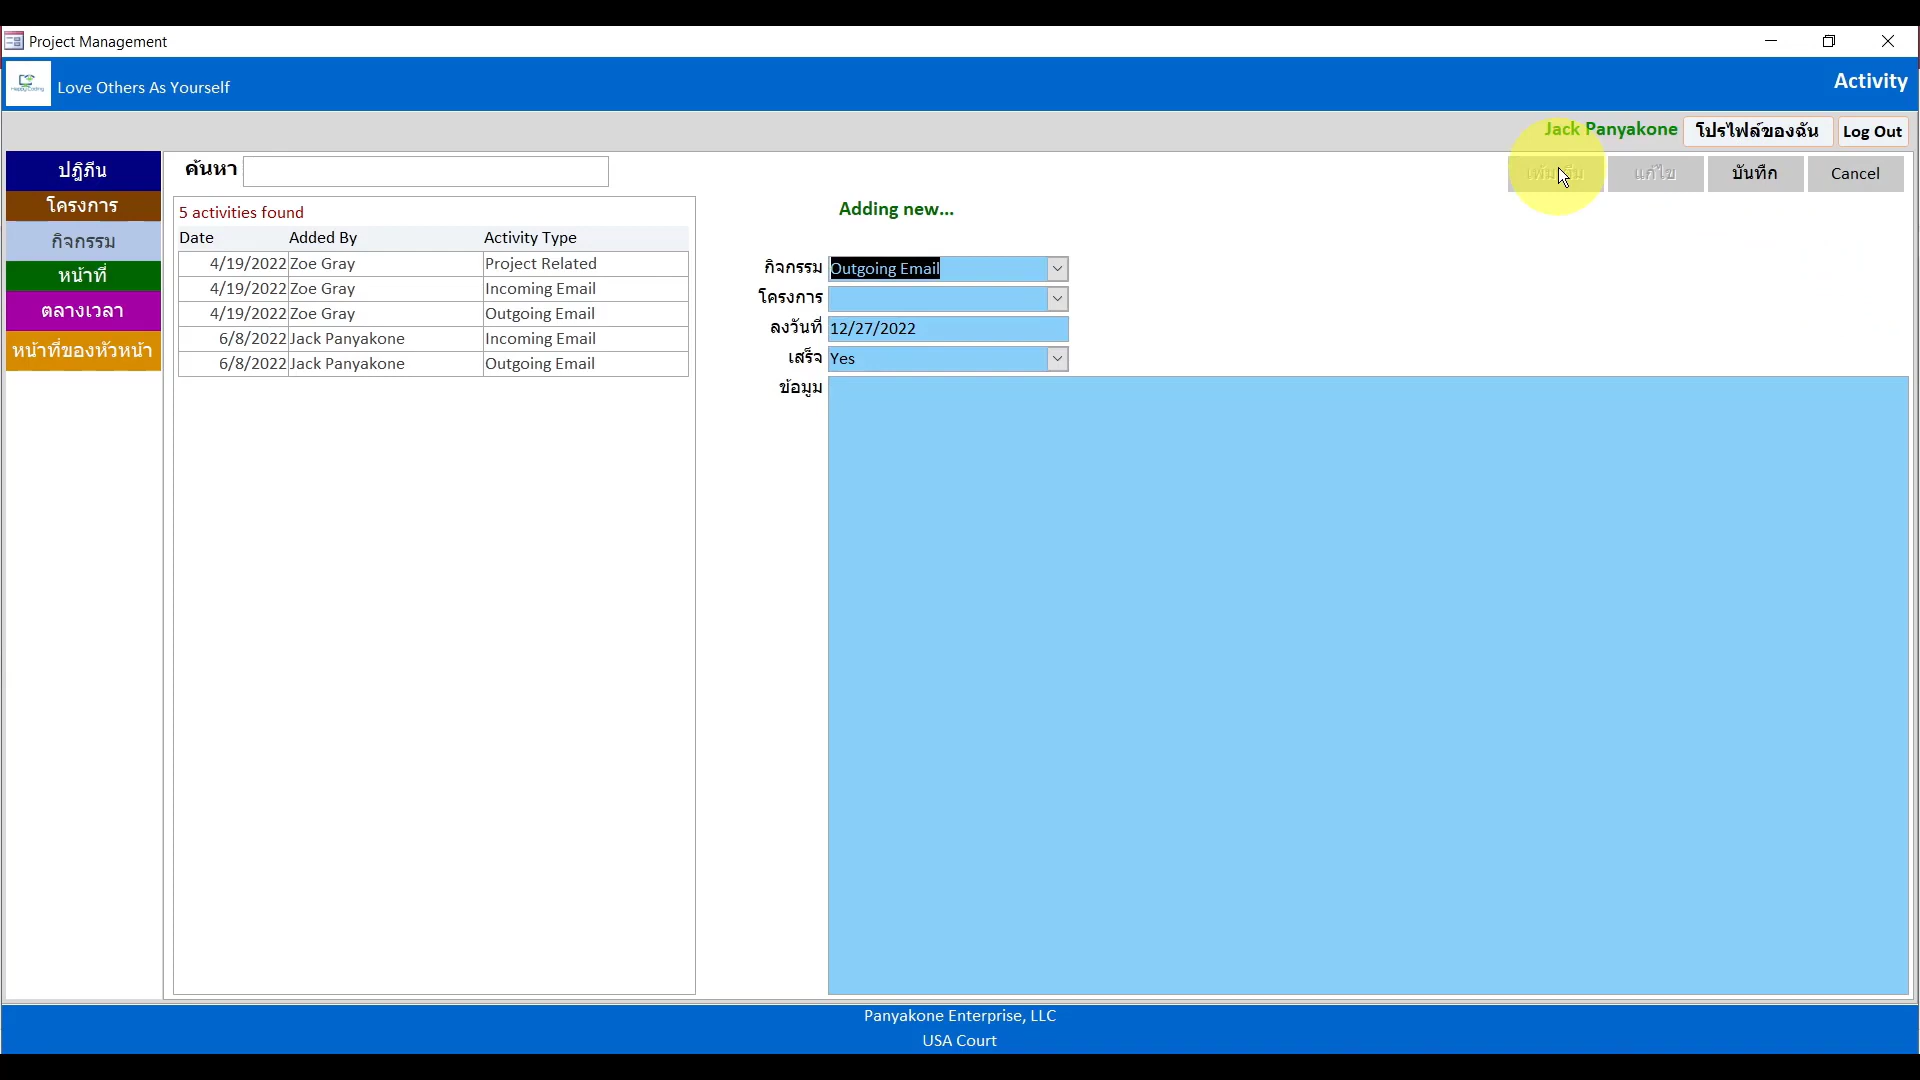 Project Management
Love Others As Yourself
Activity
Jack Panyakone
โปรไฟล์ของฉัน
Log Out
ปฎิภีน
โครงการ
กิจกรรม
หน้าที่
ตลางเวลา
หน้าที่ของหัวหน้า
ค้นหา
แก้ไข
บันทึก
Cancel
5 activities found
Date Added By Activity Type
4/19/2022 Zoe Gray Project Related
4/19/2022 Zoe Gray Incoming Email
4/19/2022 Zoe Gray Outgoing Email
6/8/2022 Jack Panyakone Incoming Email
6/8/2022 Jack Panyakone Outgoing Email
Adding new...
กิจกรรม Outgoing Email
โครงการ
ลงวันที่ 12/27/2022
เสร็จ Yes
ข้อมูม
Panyakone Enterprise, LLC
USA Court